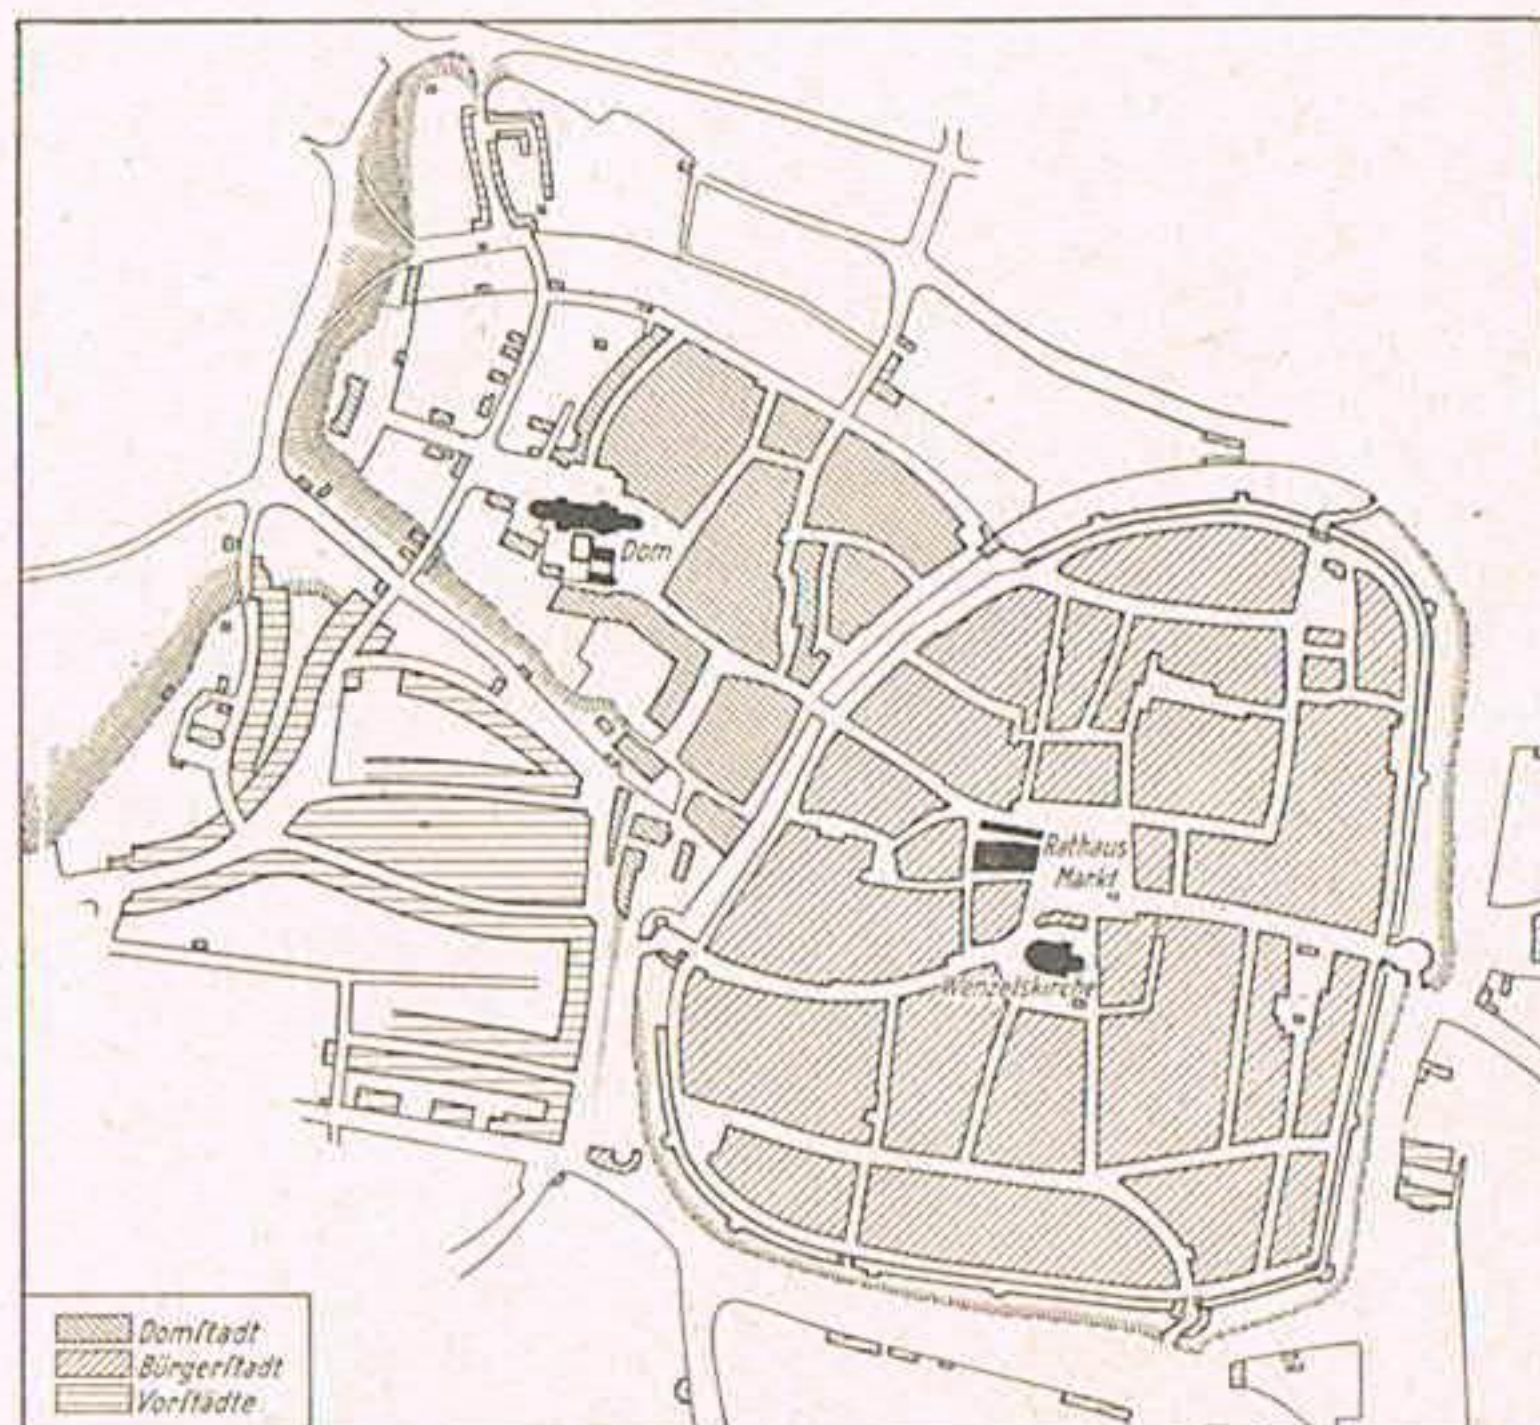 Dom
Rathaus
Markt
Wenzelskirche
Domſtadt
Bürgerſtadt
Vorſtädte